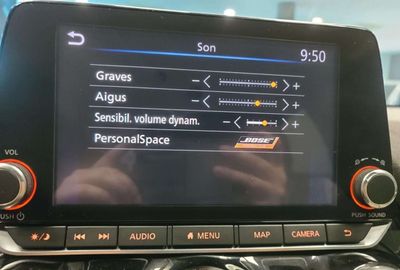 Son
9:50
Graves − +
Aigus − +
Sensibil. volume dynam. − +
PersonalSpace BOSE
VOL
PUSH
PUSH SOUND
AUDIO MENU MAP CAMERA